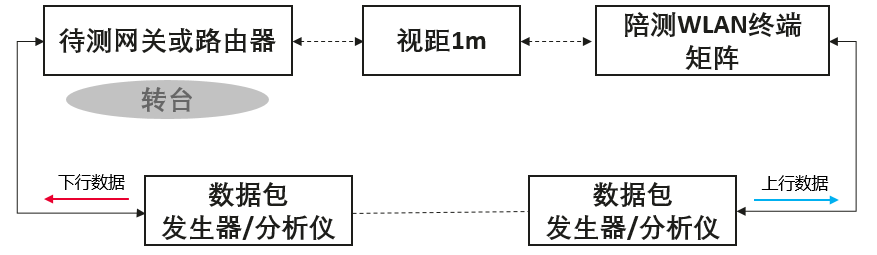 待测网关或路由器
视距1m
陪测WLAN终端
矩阵
转台
下行数据
数据包
发生器/分析仪
数据包
发生器/分析仪
上行数据